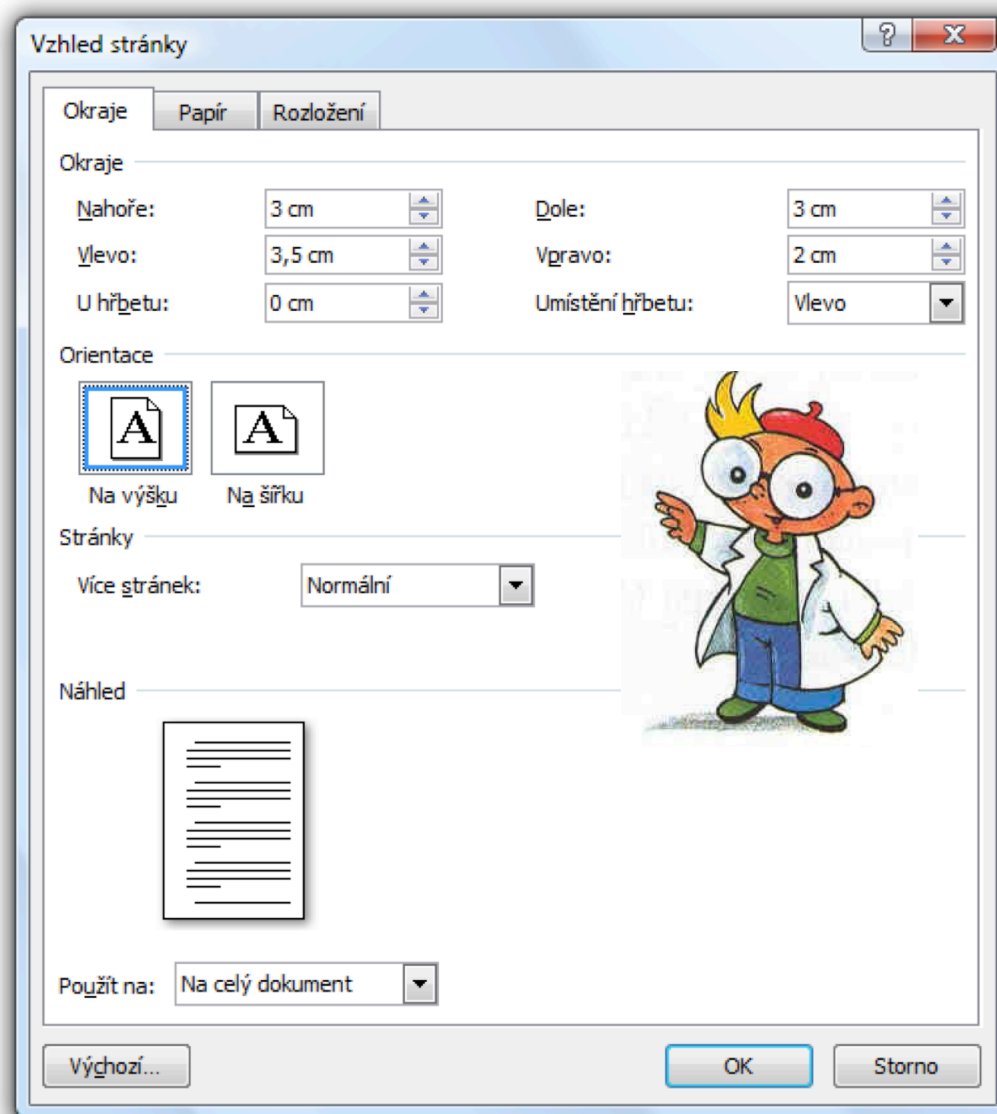 Vzhled stránky
Okraje Papír Rozložení
Okraje
Nahoře: 3 cm Dole: 3 cm
Vlevo: 3,5 cm Vpravo: 2 cm
U hřbetu: 0 cm Umístění hřbetu: Vlevo
Orientace
A A
Na výšku Na šířku
Stránky
Více stránek: Normální
Náhled
Použít na: Na celý dokument
Výchozí... OK Storno